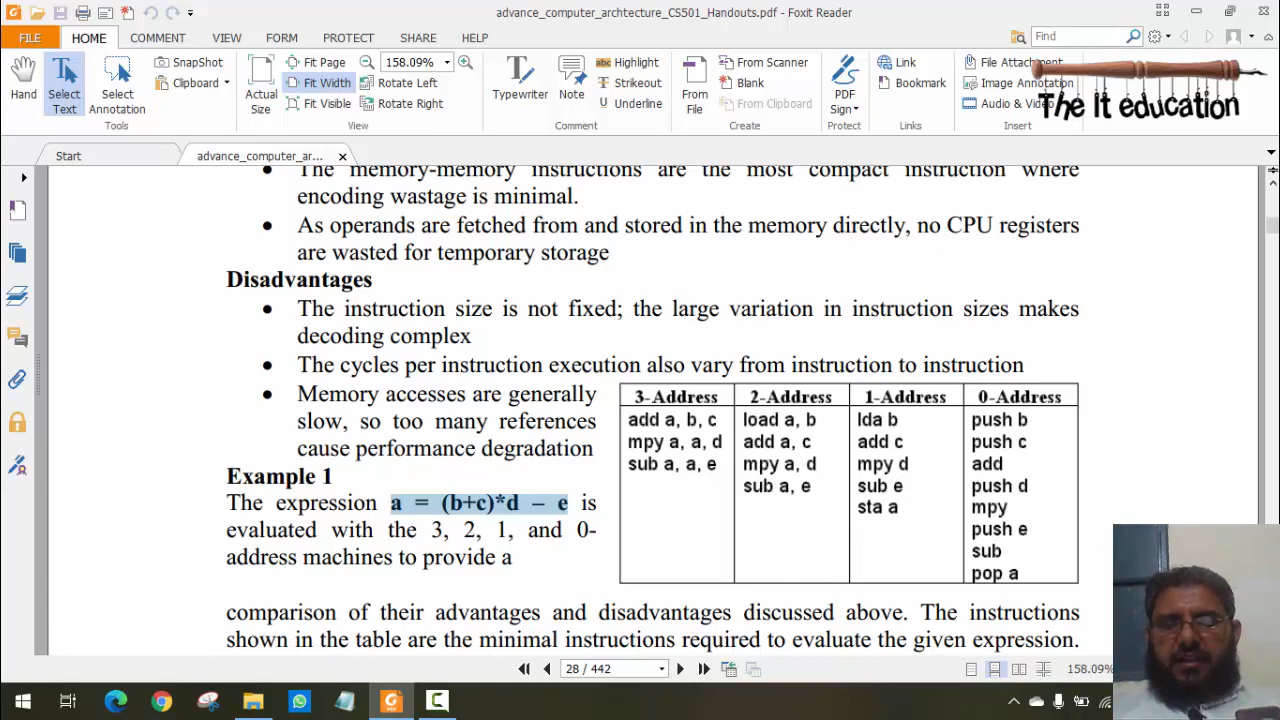 advance_computer_archtecture_CS501_Handouts.pdf - Foxit Reader
FILE HOME COMMENT VIEW FORM PROTECT SHARE HELP
Find
Hand
Select Text
Select Annotation
SnapShot
Clipboard
Tools
Actual Size
Fit Page
Fit Width
Fit Visible
158.09%
Rotate Left
Rotate Right
View
Typewriter
Note
Highlight
Strikeout
Underline
Comment
From File
From Scanner
Blank
From Clipboard
Create
PDF Sign
Protect
Link
Bookmark
Links
File Attachment
Image Annotation
Audio & Video
Insert
The It education
Start
advance_computer_ar...
• The memory-memory instructions are the most compact instruction where
encoding wastage is minimal.
• As operands are fetched from and stored in the memory directly, no CPU registers
are wasted for temporary storage
Disadvantages
• The instruction size is not fixed; the large variation in instruction sizes makes
decoding complex
• The cycles per instruction execution also vary from instruction to instruction
• Memory accesses are generally
slow, so too many references
cause performance degradation
Example 1
The expression a = (b+c)*d – e is
evaluated with the 3, 2, 1, and 0-
address machines to provide a
3-Address 2-Address 1-Address 0-Address
add a, b, c load a, b lda b push b
mpy a, a, d add a, c add c push c
sub a, a, e mpy a, d mpy d add
sub a, e sub e push d
sta a mpy
push e
sub
pop a
comparison of their advantages and disadvantages discussed above. The instructions
shown in the table are the minimal instructions required to evaluate the given expression.
28 / 442
158.09%